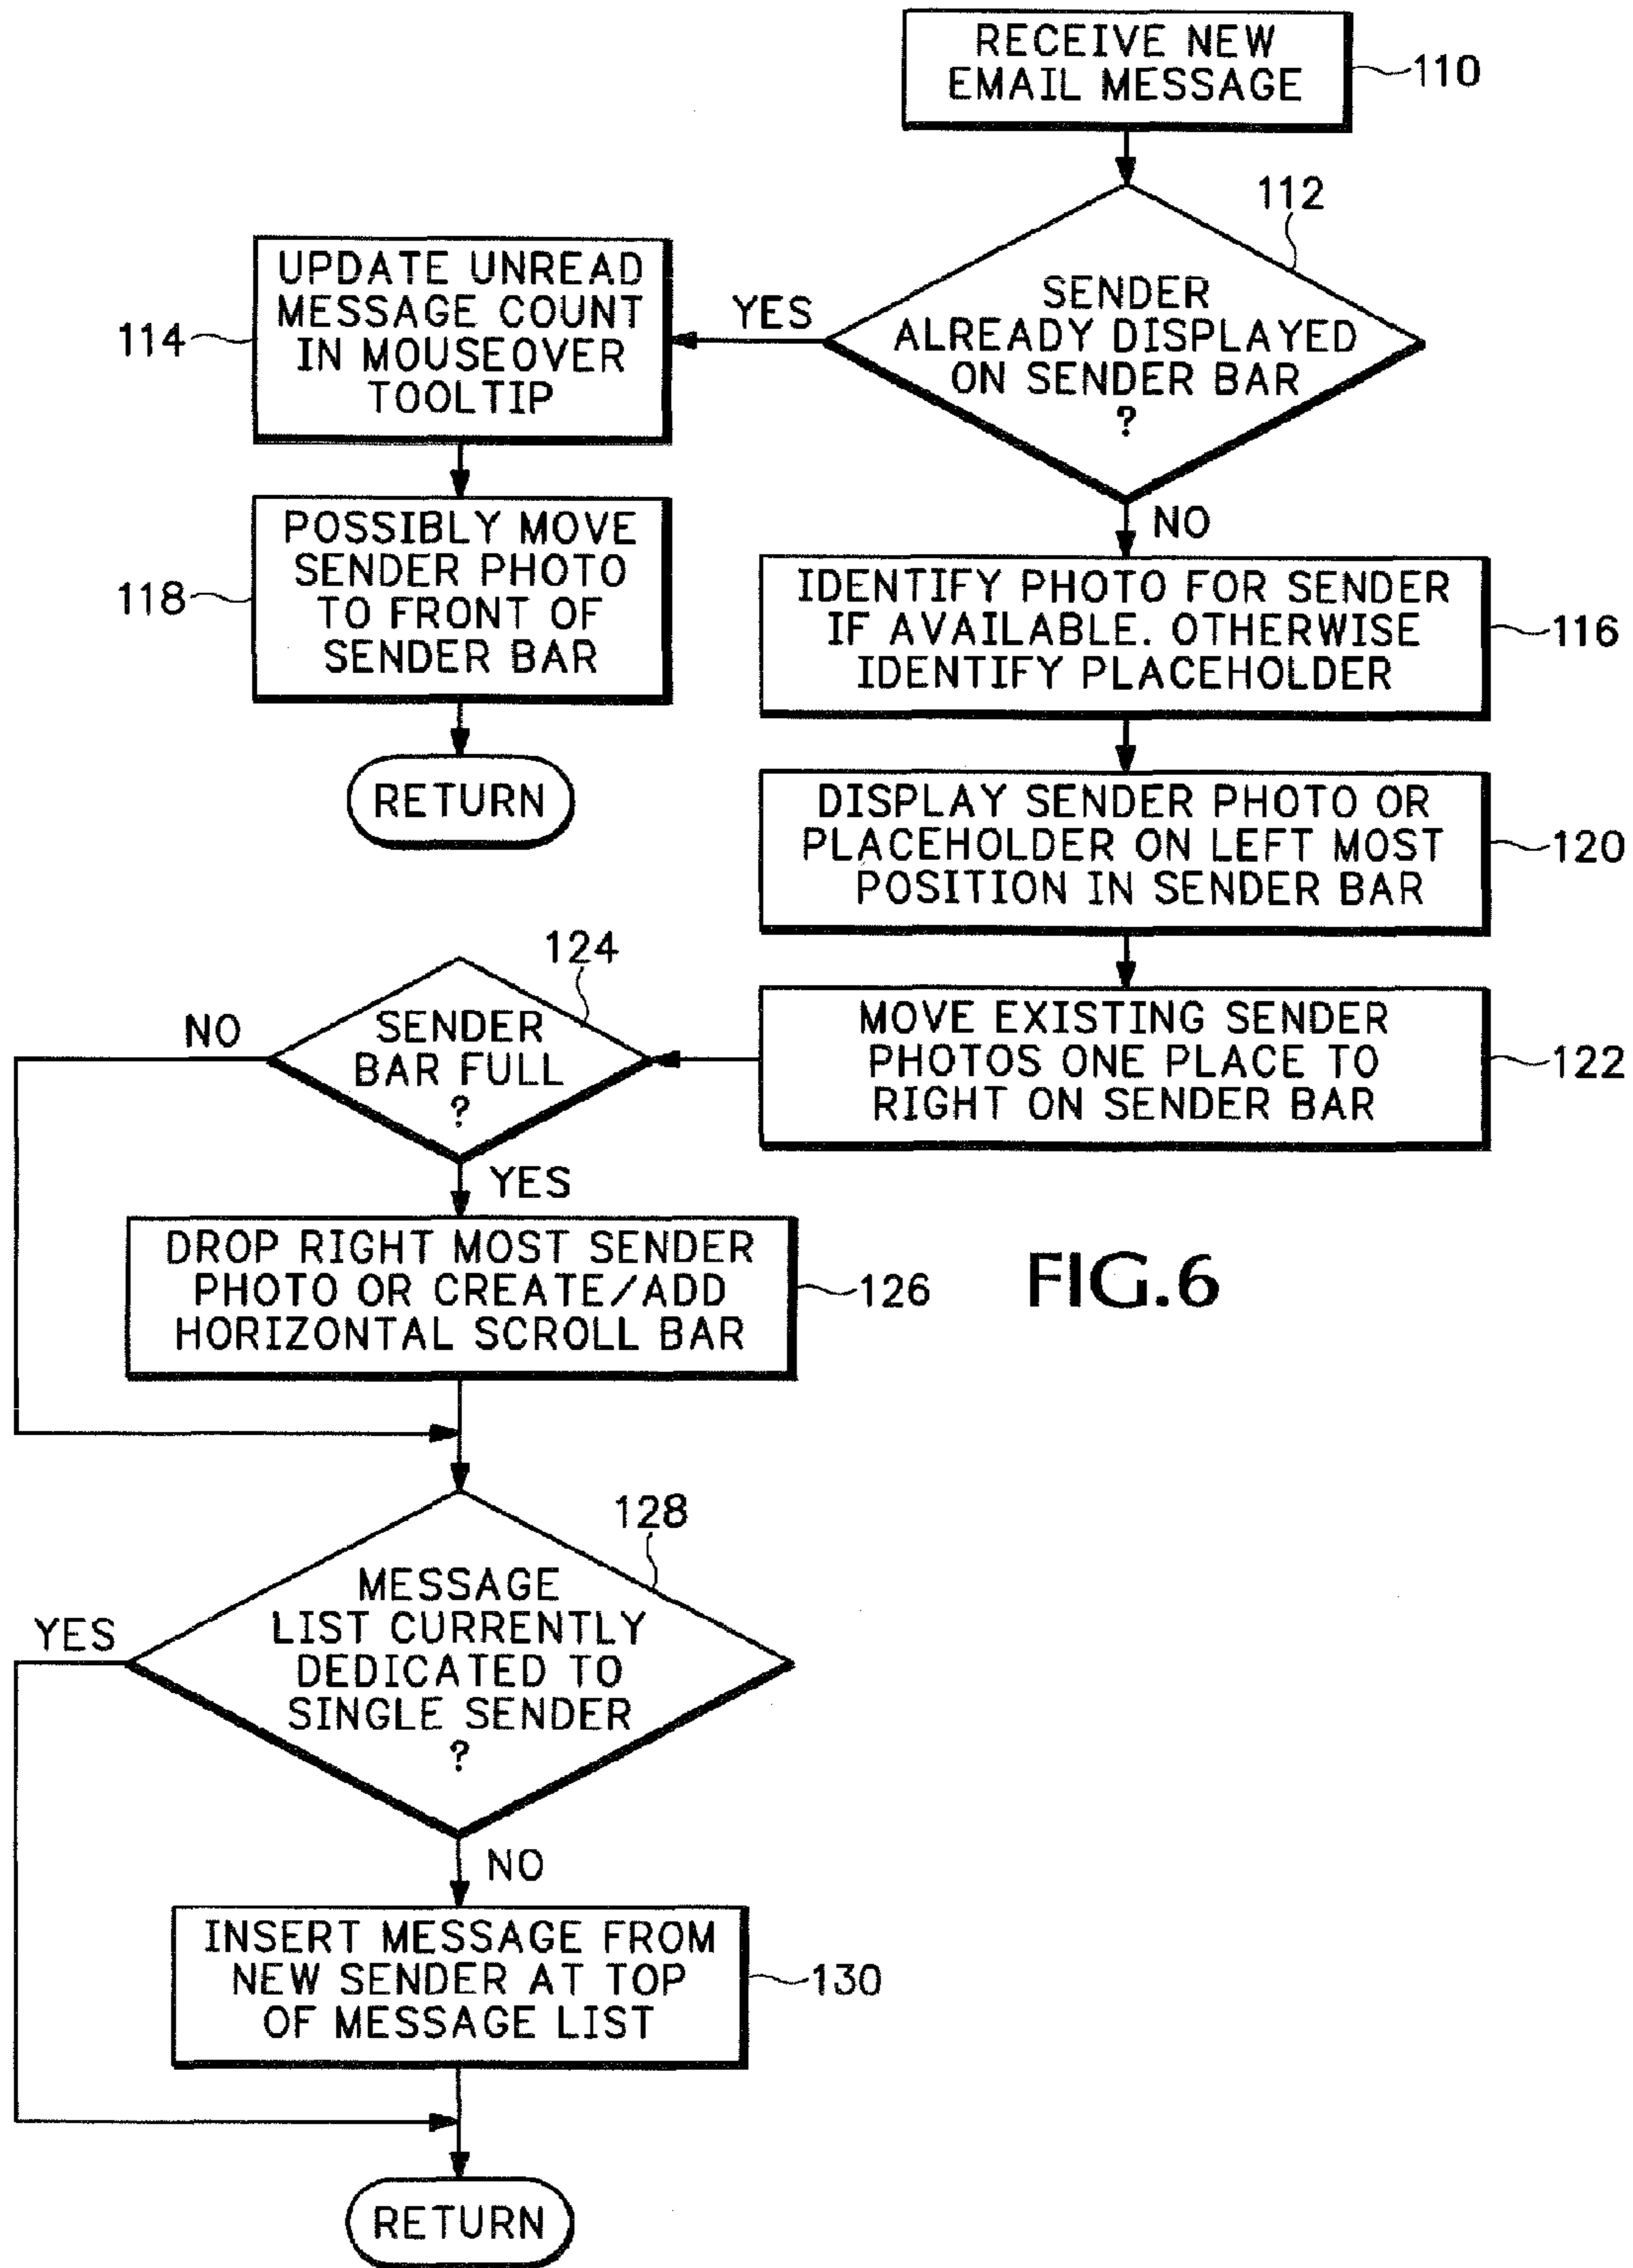 RECEIVE NEW
EMAIL MESSAGE
110
112
SENDER
ALREADY DISPLAYED
ON SENDER BAR
?
YES
UPDATE UNREAD
MESSAGE COUNT
IN MOUSEOVER
TOOLTIP
114
POSSIBLY MOVE
SENDER PHOTO
TO FRONT OF
SENDER BAR
118
RETURN
NO
IDENTIFY PHOTO FOR SENDER
IF AVAILABLE. OTHERWISE
IDENTIFY PLACEHOLDER
116
DISPLAY SENDER PHOTO OR
PLACEHOLDER ON LEFT MOST
POSITION IN SENDER BAR
120
MOVE EXISTING SENDER
PHOTOS ONE PLACE TO
RIGHT ON SENDER BAR
122
124
SENDER
BAR FULL
?
NO
YES
DROP RIGHT MOST SENDER
PHOTO OR CREATE/ADD
HORIZONTAL SCROLL BAR
126
FIG.6
128
MESSAGE
LIST CURRENTLY
DEDICATED TO
SINGLE SENDER
?
YES
NO
INSERT MESSAGE FROM
NEW SENDER AT TOP
OF MESSAGE LIST
130
RETURN